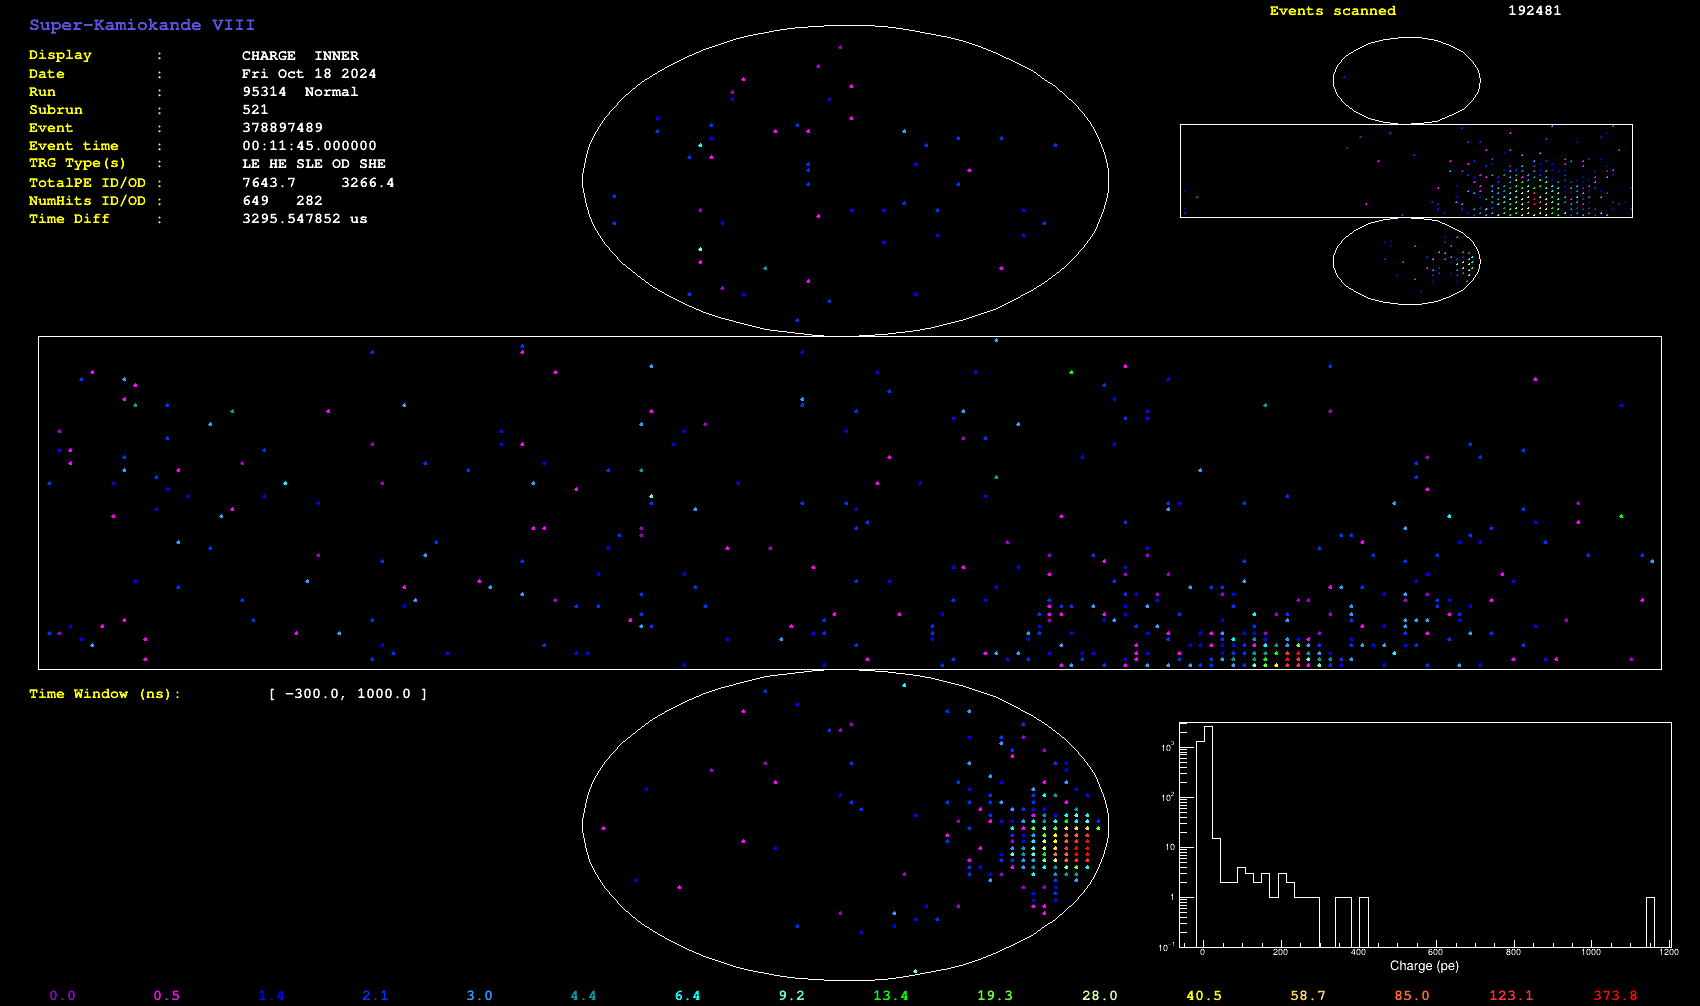 Super-Kamiokande VIII
Events scanned 192481
Display : CHARGE INNER
Date : Fri Oct 18 2024
Run : 95314 Normal
Subrun : 521
Event : 378897489
Event time : 00:11:45.000000
TRG Type(s) : LE HE SLE OD SHE
TotalPE ID/OD : 7643.7 3266.4
NumHits ID/OD : 649 282
Time Diff : 3295.547852 us
Time Window (ns): [ -300.0, 1000.0 ]
10^3
10^2
10
1
10^-1
0 200 400 600 800 1000 1200
Charge (pe)
0.0 0.5 1.4 2.1 3.0 4.4 6.4 9.2 13.4 19.3 28.0 40.5 58.7 85.0 123.1 373.8